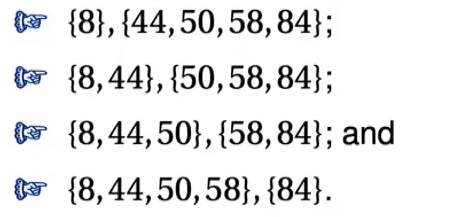 {8}, {44, 50, 58, 84};
{8, 44}, {50, 58, 84};
{8, 44, 50}, {58, 84}; and
{8, 44, 50, 58}, {84}.